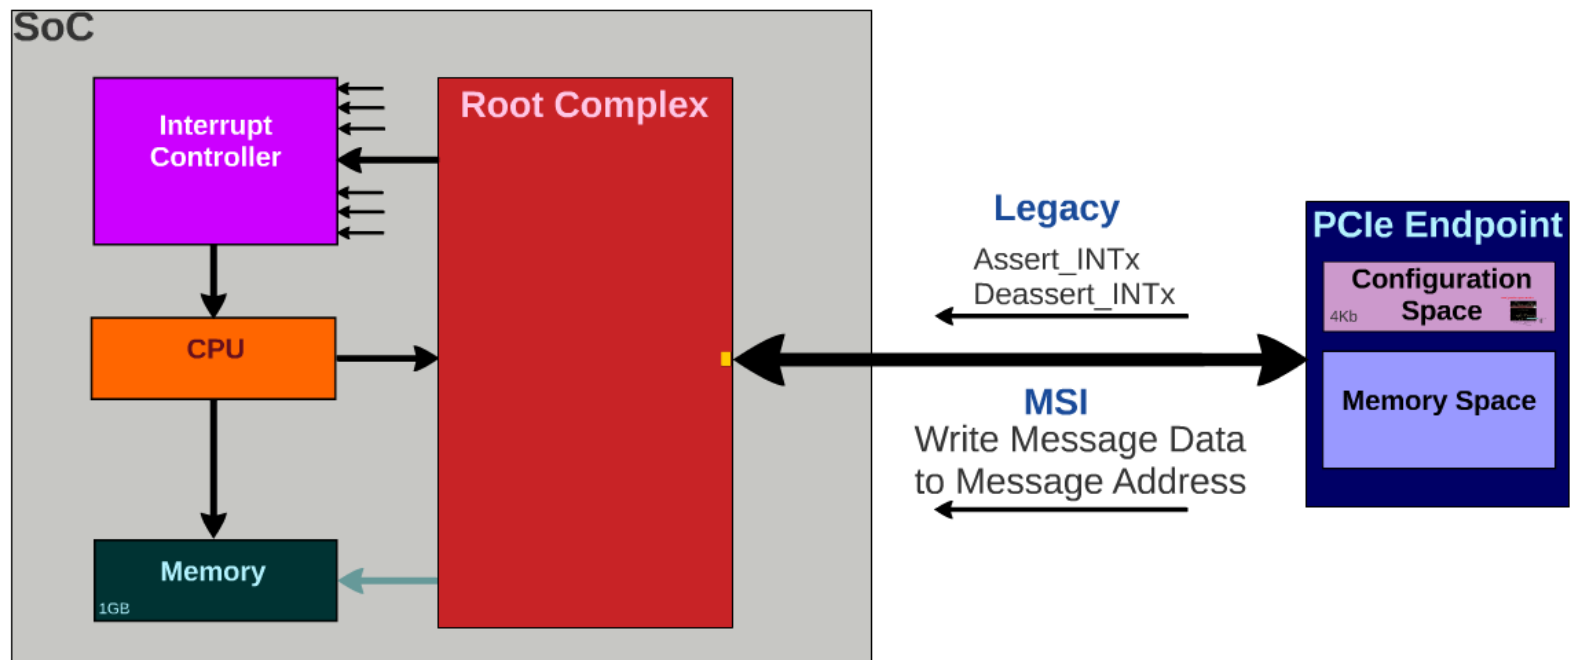 SoC
Interrupt
Controller
Root Complex
CPU
Memory
1GB
Legacy
Assert_INTx
Deassert_INTx
MSI
Write Message Data
to Message Address
PCIe Endpoint
Configuration
Space
4Kb
Memory Space